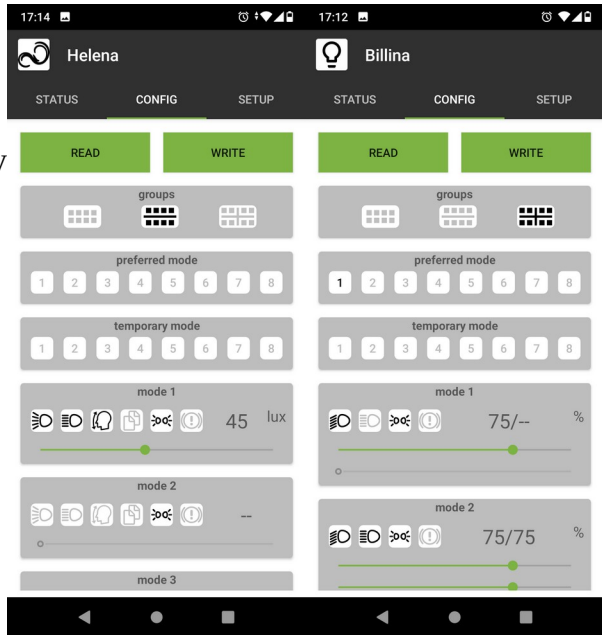 17:14
Helena
STATUS CONFIG SETUP
READ WRITE
groups
preferred mode
1 2 3 4 5 6 7 8
temporary mode
1 2 3 4 5 6 7 8
mode 1
45 lux
mode 2
--
mode 3
17:12
Billina
STATUS CONFIG SETUP
READ WRITE
groups
preferred mode
1 2 3 4 5 6 7 8
temporary mode
1 2 3 4 5 6 7 8
mode 1
75/-- %
mode 2
75/75 %